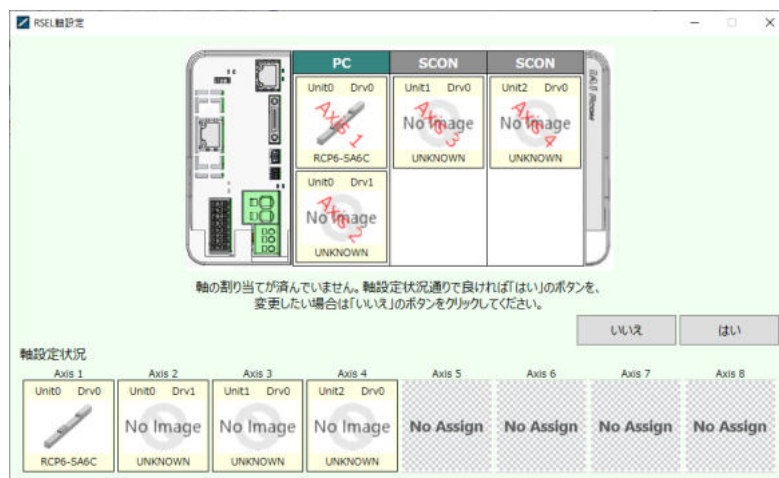 RSEL軸設定
PC SCON SCON
Unit0 Drv0 Unit1 Drv0 Unit2 Drv0
Axis 1 No Image Axis 3 No Image Axis 4
RCP6-SA6C UNKNOWN UNKNOWN
Unit0 Drv1
No Image Axis 2
UNKNOWN
軸の割り当てが済んでいません。軸設定状況通りで良ければ「はい」のボタンを、
変更したい場合は「いいえ」のボタンをクリックしてください。
いいえ はい
軸設定状況
Axis 1 Axis 2 Axis 3 Axis 4 Axis 5 Axis 6 Axis 7 Axis 8
Unit0 Drv0 Unit0 Drv1 Unit1 Drv0 Unit2 Drv0
No Image No Image No Image No Assign No Assign No Assign No Assign
RCP6-SA6C UNKNOWN UNKNOWN UNKNOWN